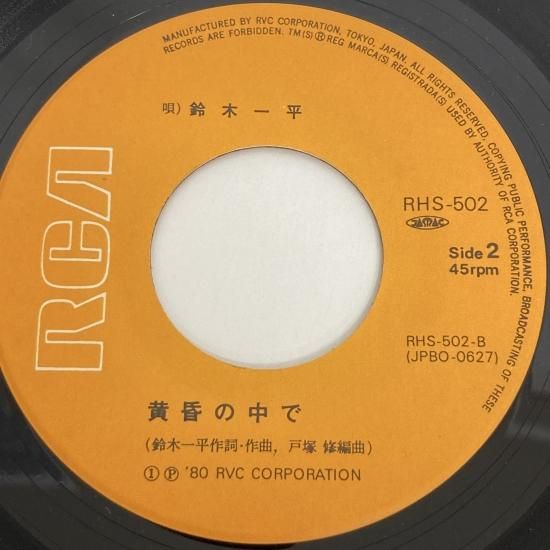 MANUFACTURED BY RVC CORPORATION, TOKYO, JAPAN. ALL RIGHTS RESERVED, COPYING PUBLIC PERFORMANCE, BROADCASTING OF THESE
RECORDS ARE FORBIDDEN. TM(S)® REG MARCA(S) REGISTRADA(S) USED BY AUTHORITY OF RCA CORPORATION.
唄) 鈴木一平
RCA
RHS-502
JASRAC
Side 2
45rpm
RHS-502-B
(JPBO-0627)
黄昏の中で
(鈴木一平作詞・作曲, 戸塚 修編曲)
① ℗ '80 RVC CORPORATION